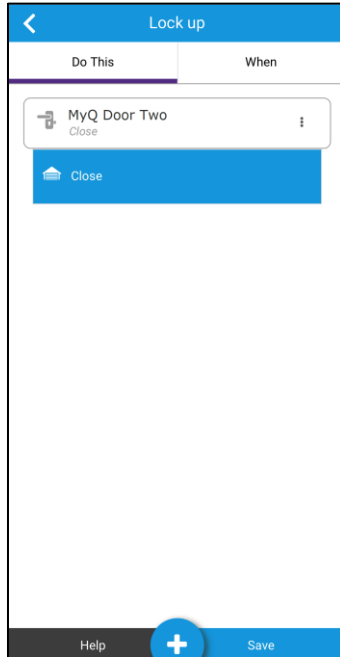 Lock up
Do This
When
MyQ Door Two
Close
Close
Help
Save